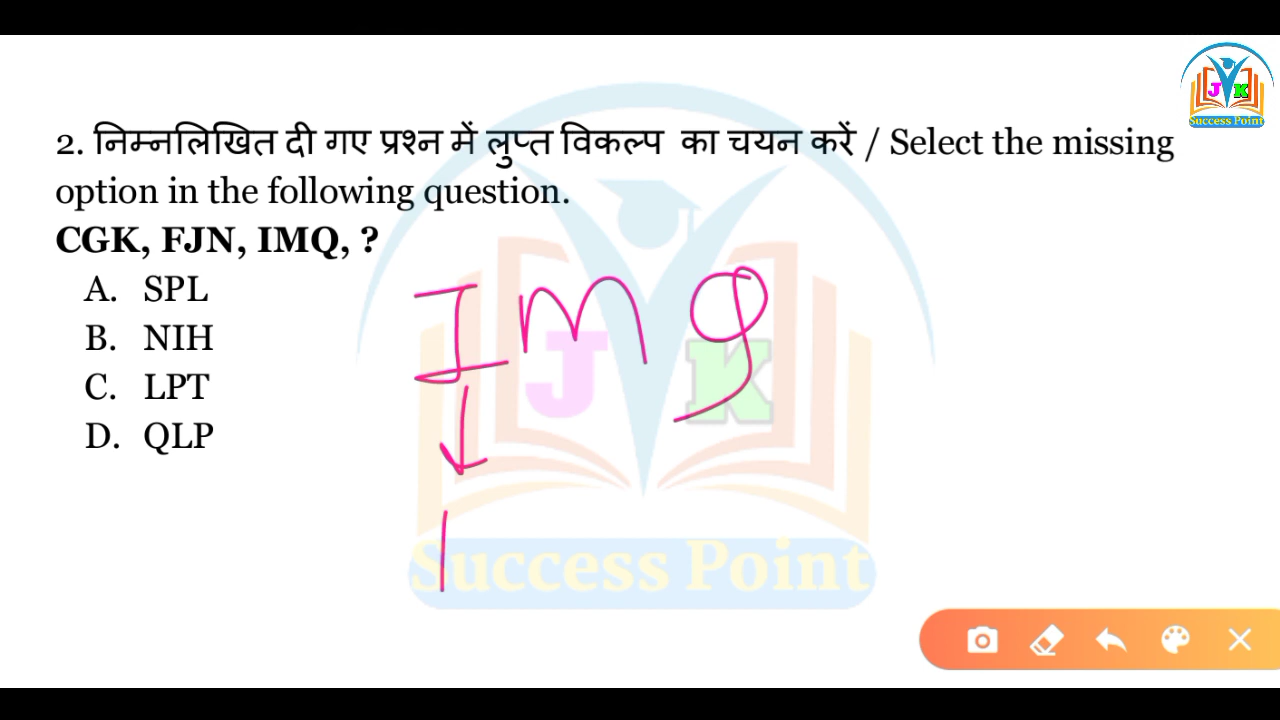 J K
Success Point
2. निम्नलिखित दी गए प्रश्न में लुप्त विकल्प का चयन करें / Select the missing
option in the following question.
CGK, FJN, IMQ, ?
A. SPL
B. NIH
C. LPT
D. QLP
I M Q
J K
Success Point